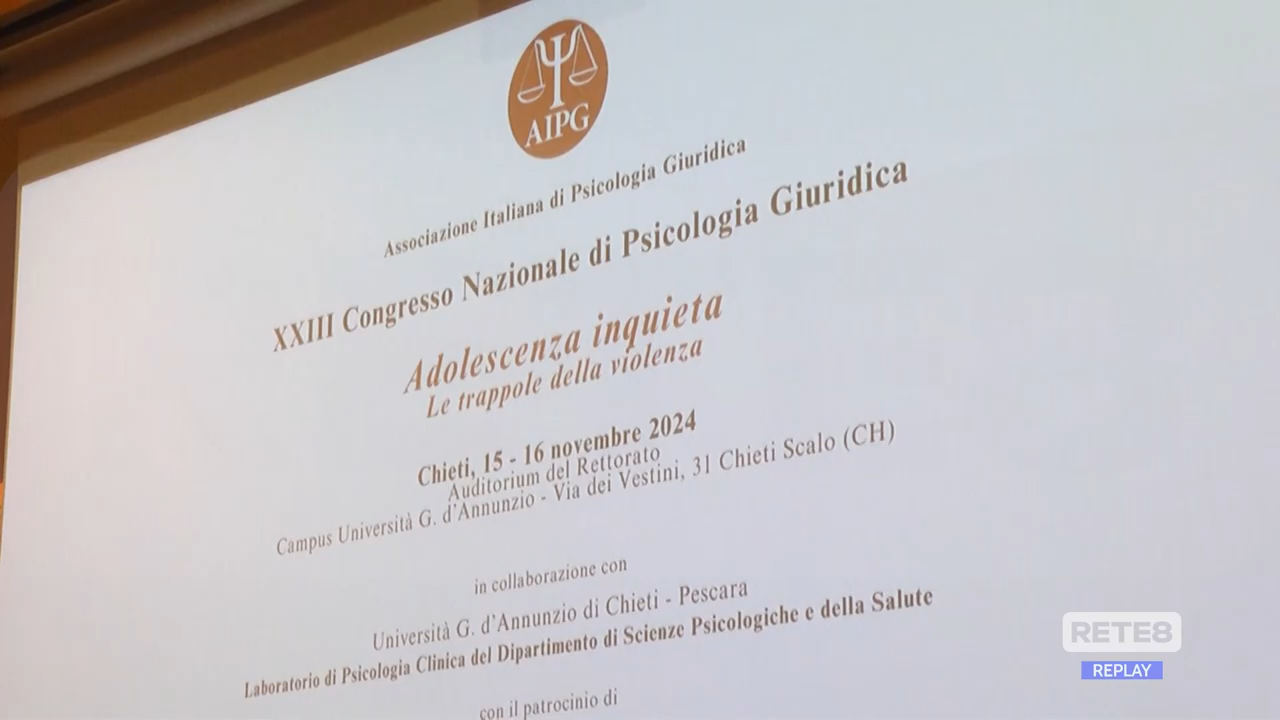 AIPG
Associazione Italiana di Psicologia Giuridica
XXIII Congresso Nazionale di Psicologia Giuridica
Adolescenza inquieta
Le trappole della violenza
Chieti, 15 - 16 novembre 2024
Auditorium del Rettorato
Campus Università G. d'Annunzio - Via dei Vestini, 31 Chieti Scalo (CH)
in collaborazione con
Università G. d'Annunzio di Chieti - Pescara
Laboratorio di Psicologia Clinica del Dipartimento di Scienze Psicologiche e della Salute
con il patrocinio di
RETE8
REPLAY